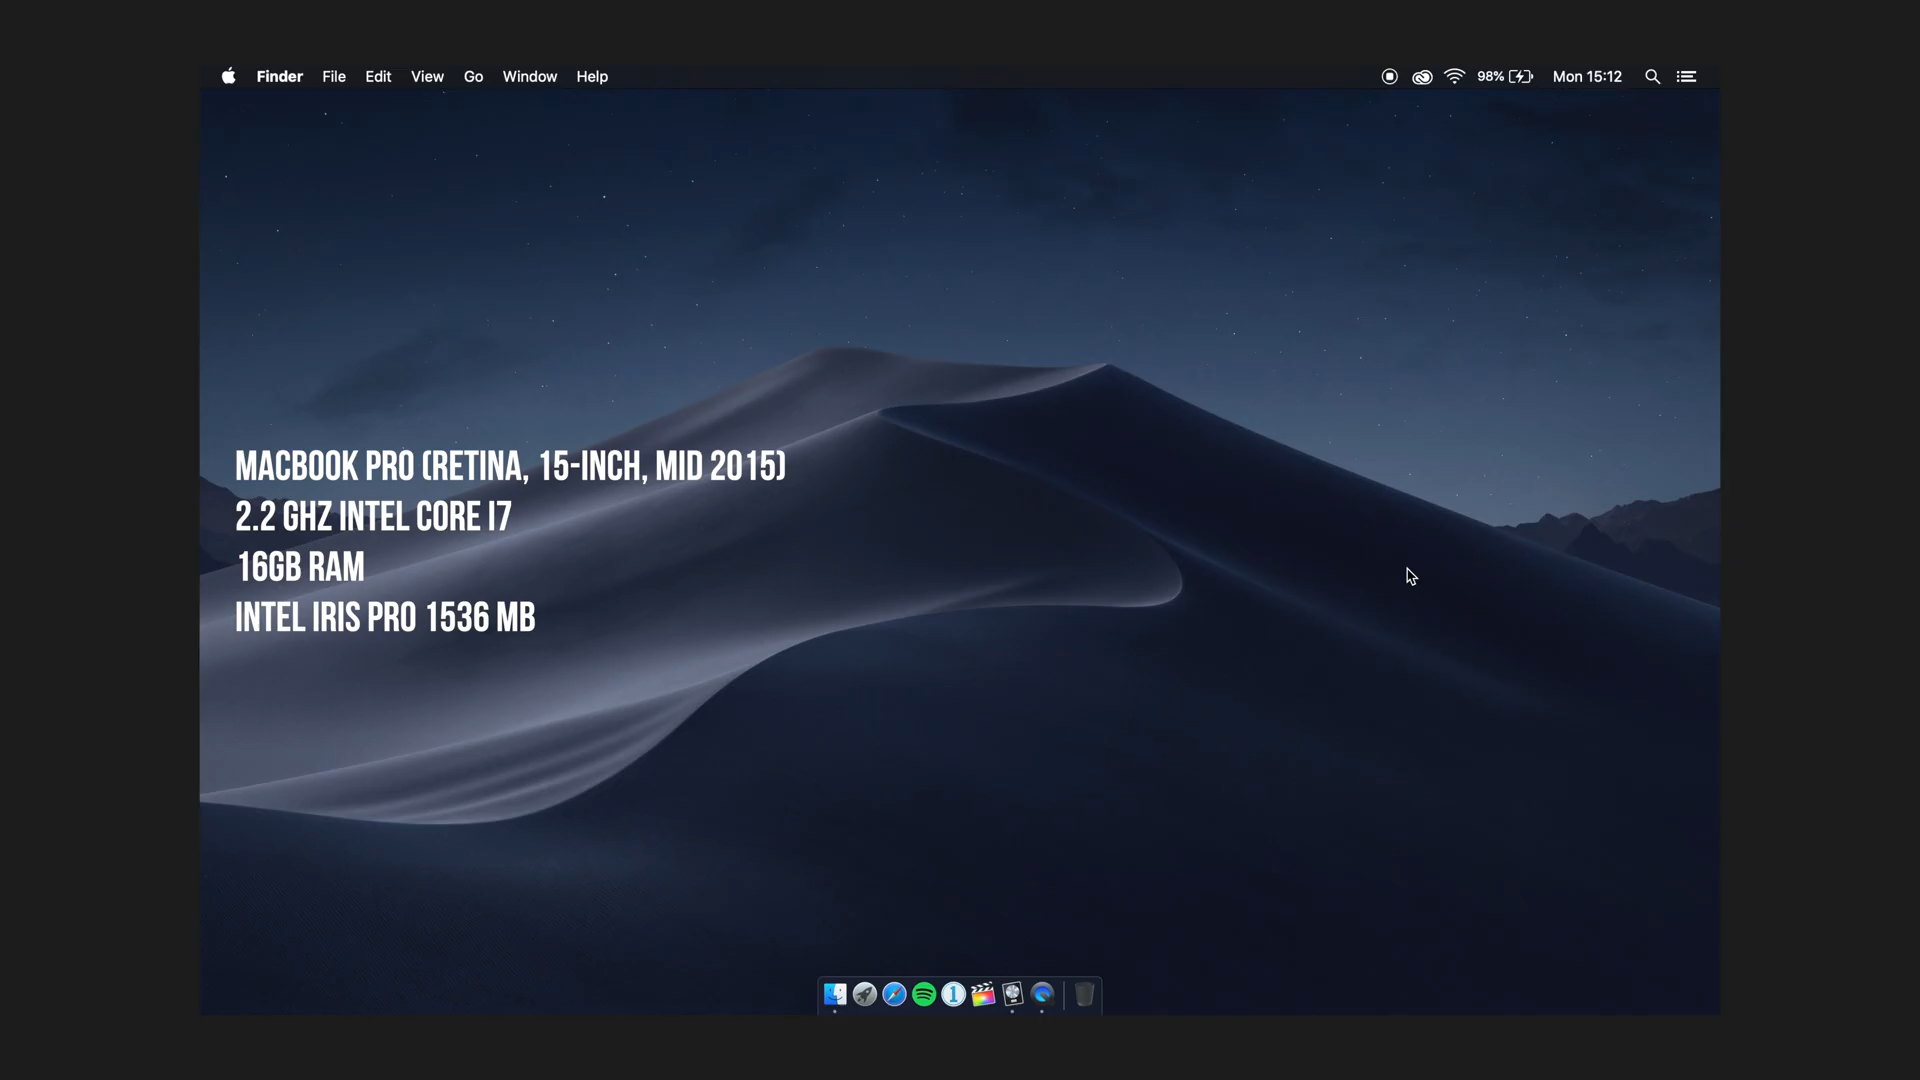 Finder File Edit View Go Window Help 98% Mon 15:12
MACBOOK PRO (RETINA, 15-INCH, MID 2015)
2.2 GHZ INTEL CORE I7
16GB RAM
INTEL IRIS PRO 1536 MB